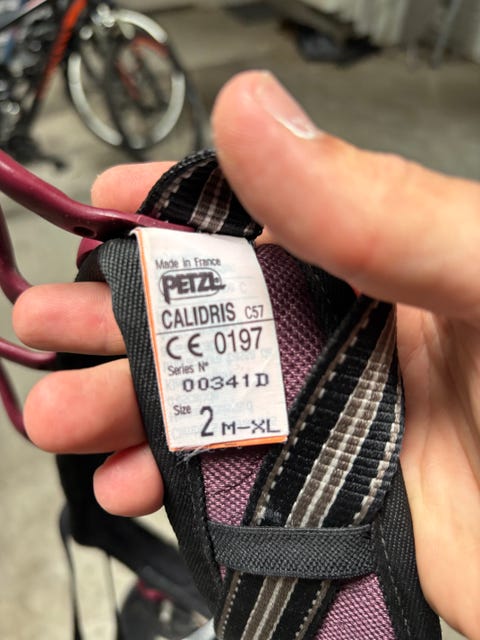 Made in France
PETZL
CALIDRIS C57
CE 0197
Series N°
00341D
Size 2 M-XL